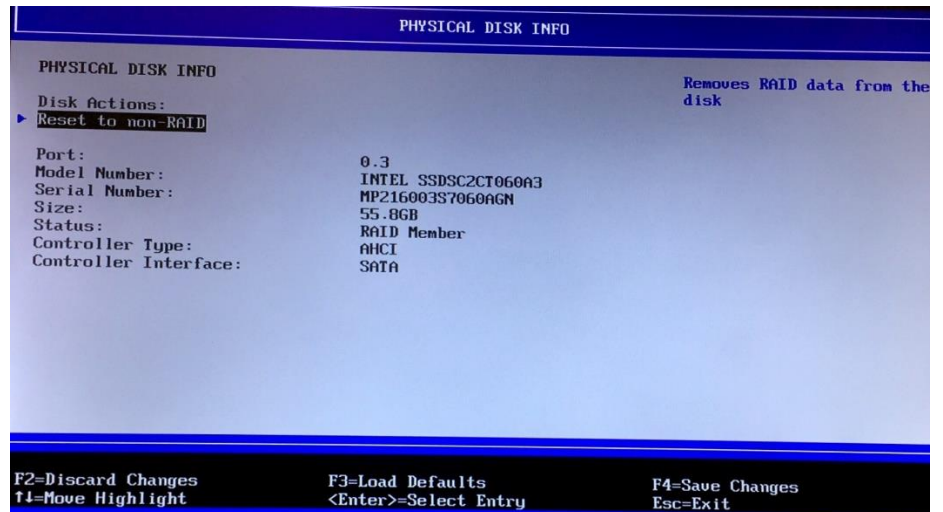 PHYSICAL DISK INFO
PHYSICAL DISK INFO
Removes RAID data from the
disk
Disk Actions:
Reset to non-RAID
Port: 0.3
Model Number: INTEL SSDSC2CT060A3
Serial Number: MP216003S7060AGN
Size: 55.8GB
Status: RAID Member
Controller Type: AHCI
Controller Interface: SATA
F2=Discard Changes F3=Load Defaults F4=Save Changes
↑↓=Move Highlight <Enter>=Select Entry Esc=Exit